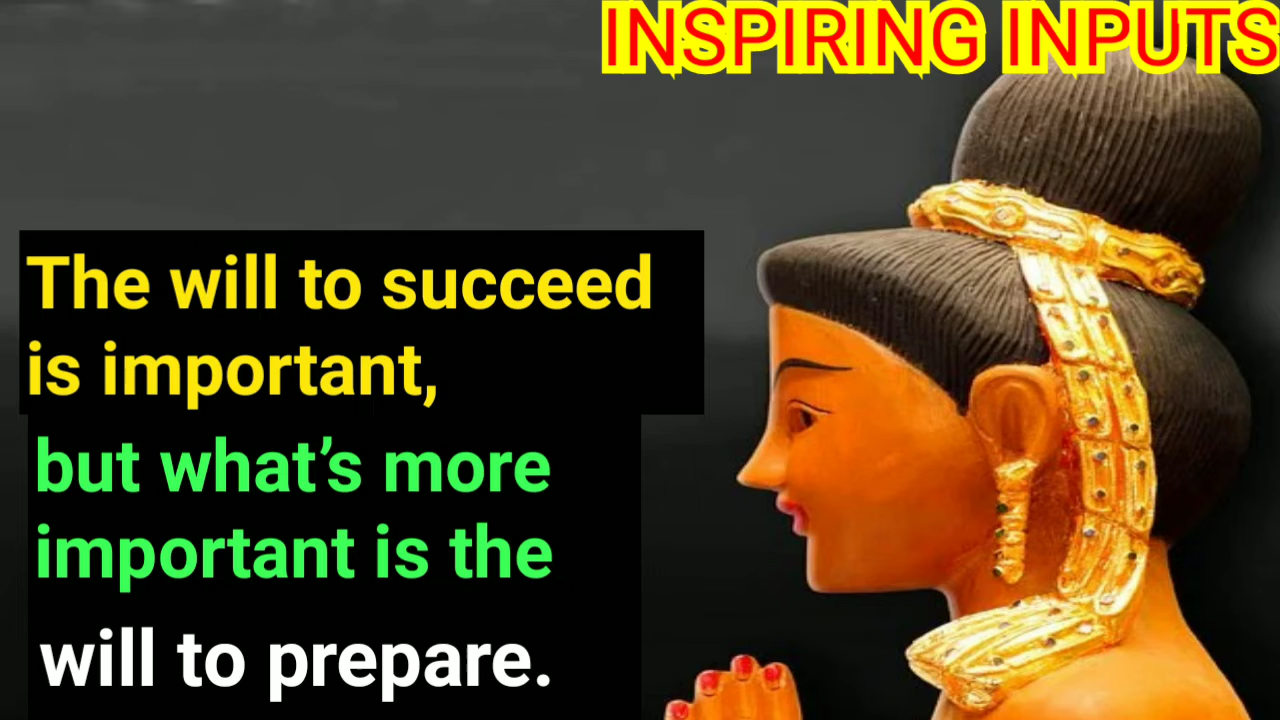 INSPIRING INPUTS
The will to succeed
is important,
but what’s more
important is the
will to prepare.